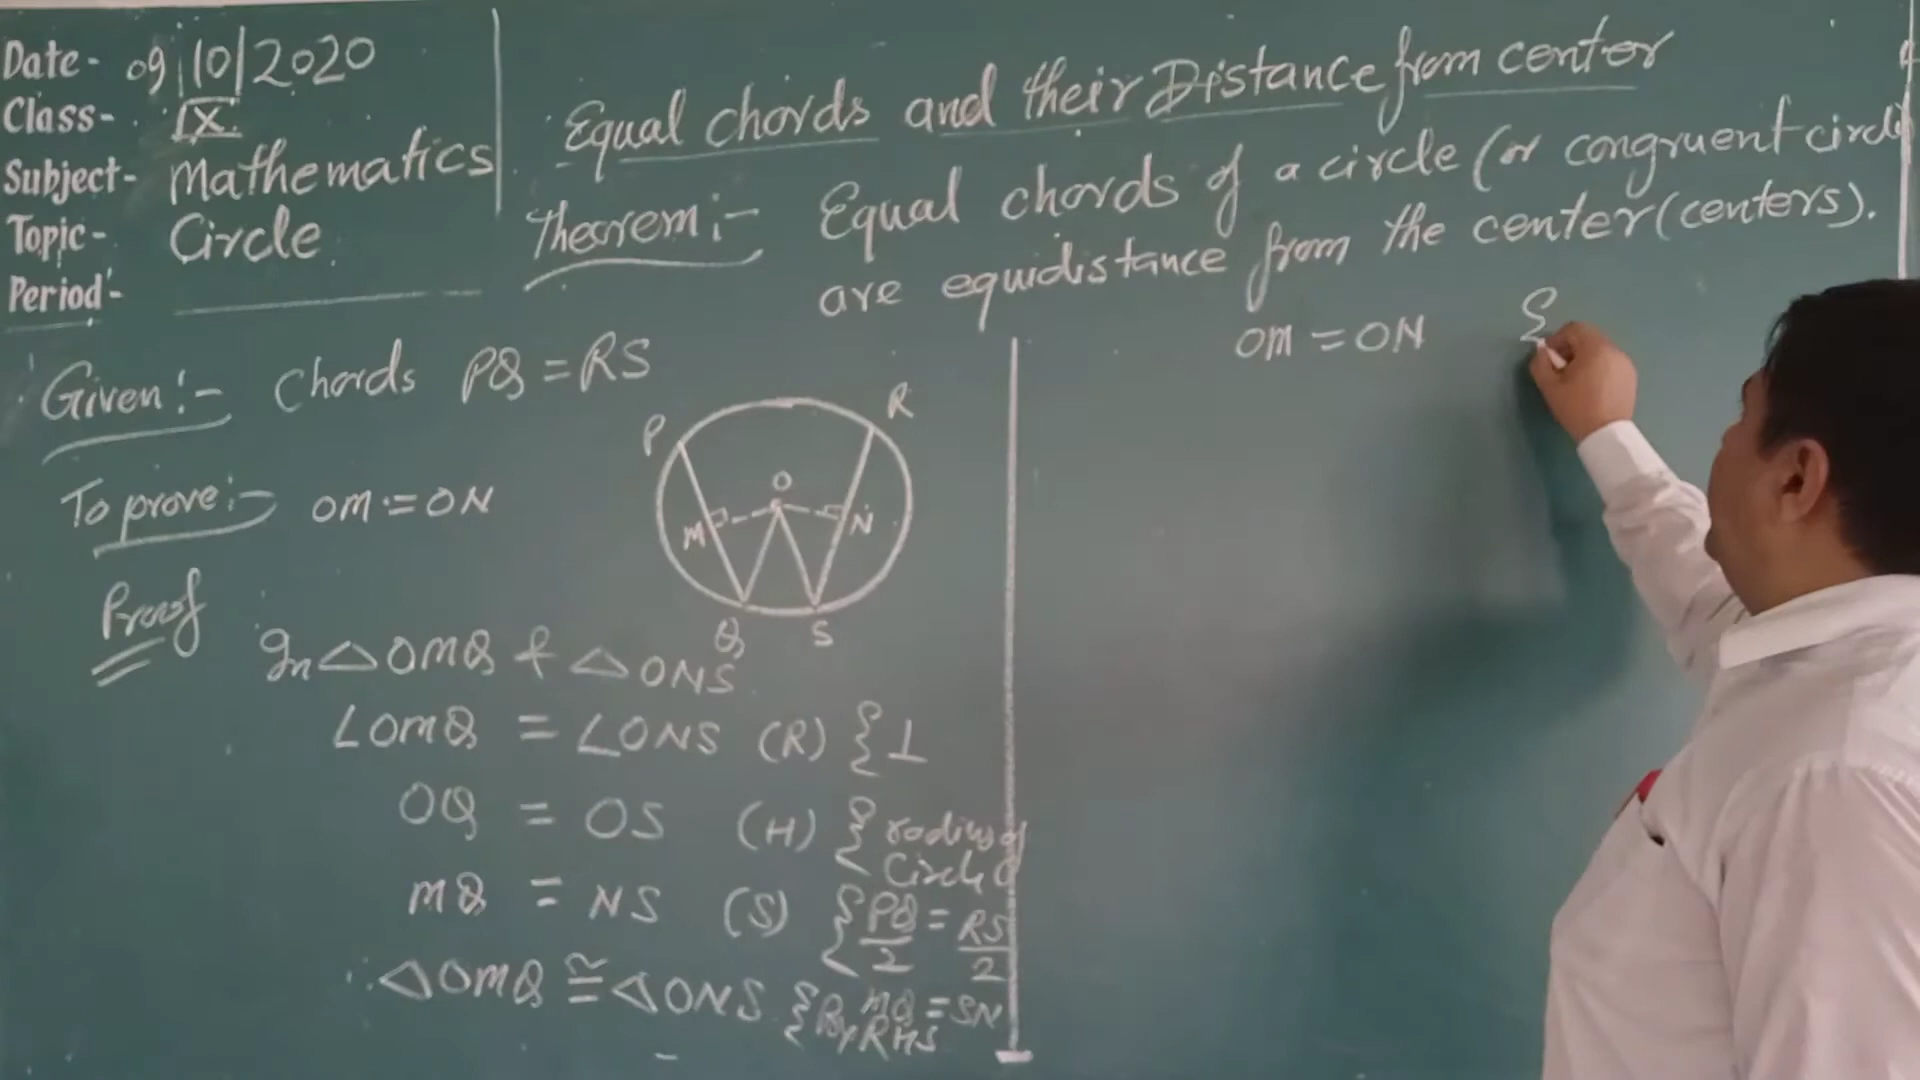 Date- 09/10/2020
Class- IX
Subject- Mathematics
Topic- Circle
Period-
Equal chords and their Distance from center
Theorem:- Equal chords of a circle (or congruent circle
are equidistance from the center (centers).
Given:- Chords PQ = RS
To prove:- OM = ON
P
R
O
M
N
Q
S
Proof
In △OMQ & △ONS
∠OMQ = ∠ONS (R) {⊥
OQ = OS (H) {radius of
Circle
MQ = NS (S) {PQ/2 = RS/2
MQ = SN
∴ △OMQ ≅ △ONS {By RHS
OM = ON {